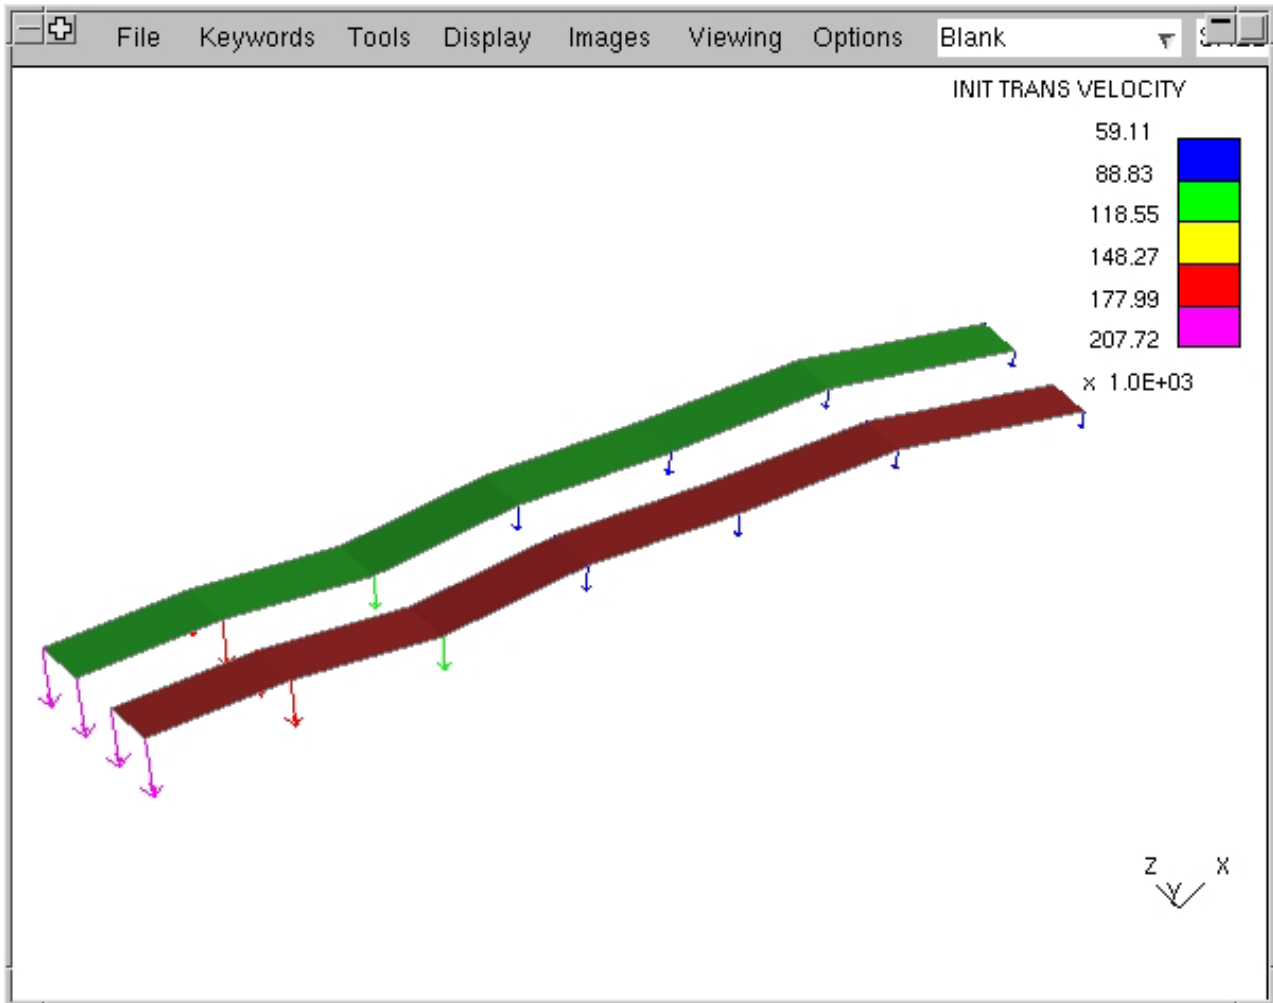 File Keywords Tools Display Images Viewing Options Blank
INIT TRANS VELOCITY
59.11
88.83
118.55
148.27
177.99
207.72
x 1.0E+03
Z X
Y